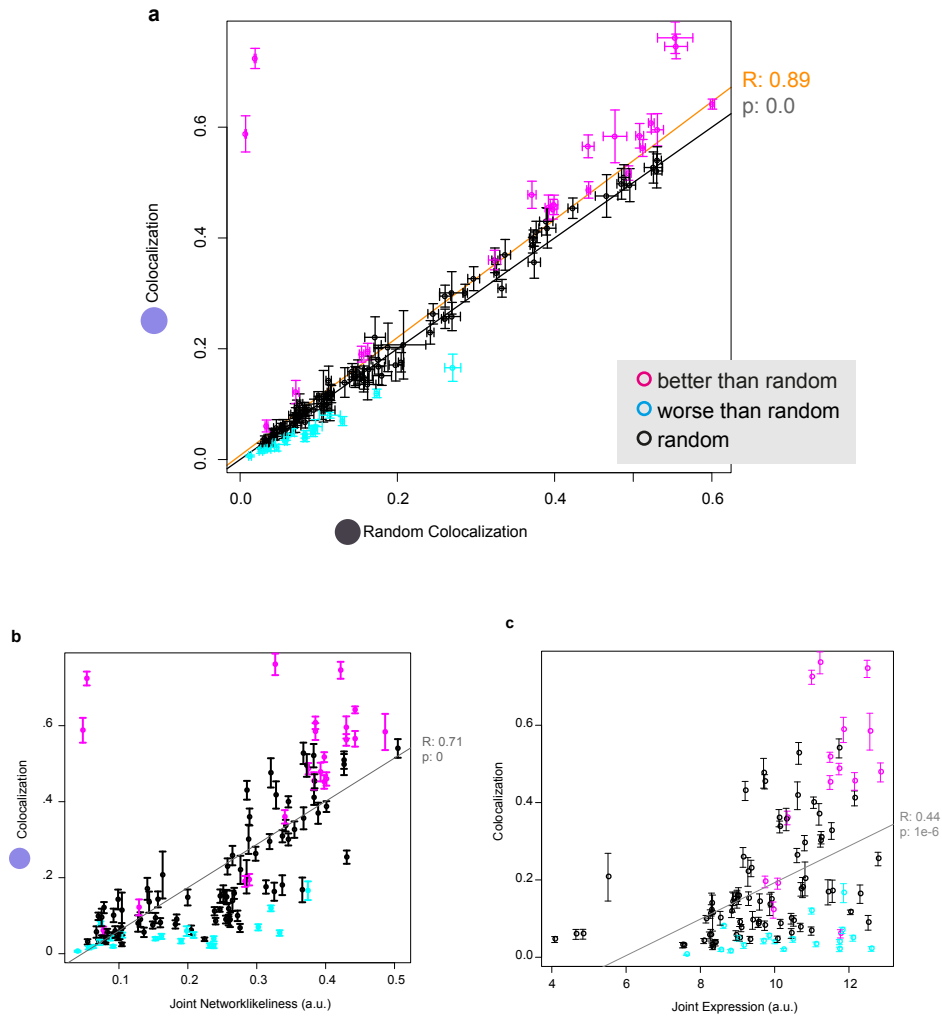 a
0.6
0.4
0.2
0.0
Colocalization
R: 0.89
p: 0.0
better than random
worse than random
random
0.0 0.2 0.4 0.6
Random Colocalization
b
.6
.4
.2
0
Colocalization
R: 0.71
p: 0
0.1 0.2 0.3 0.4 0.5
Joint Networklikeliness (a.u.)
c
0.6
0.4
0.2
0.0
Colocalization
R: 0.44
p: 1e-6
4 6 8 10 12
Joint Expression (a.u.)